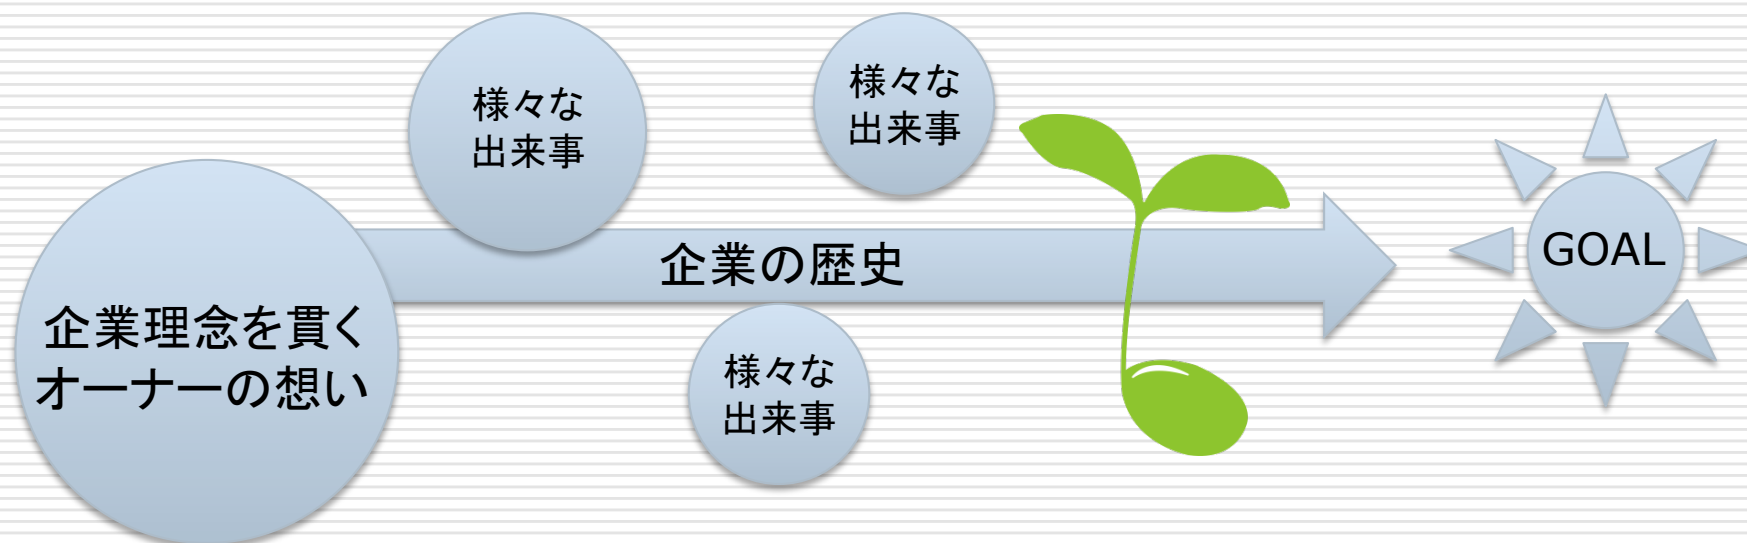 企業理念を貫く
オーナーの想い
様々な
出来事
企業の歴史
様々な
出来事
様々な
出来事
GOAL